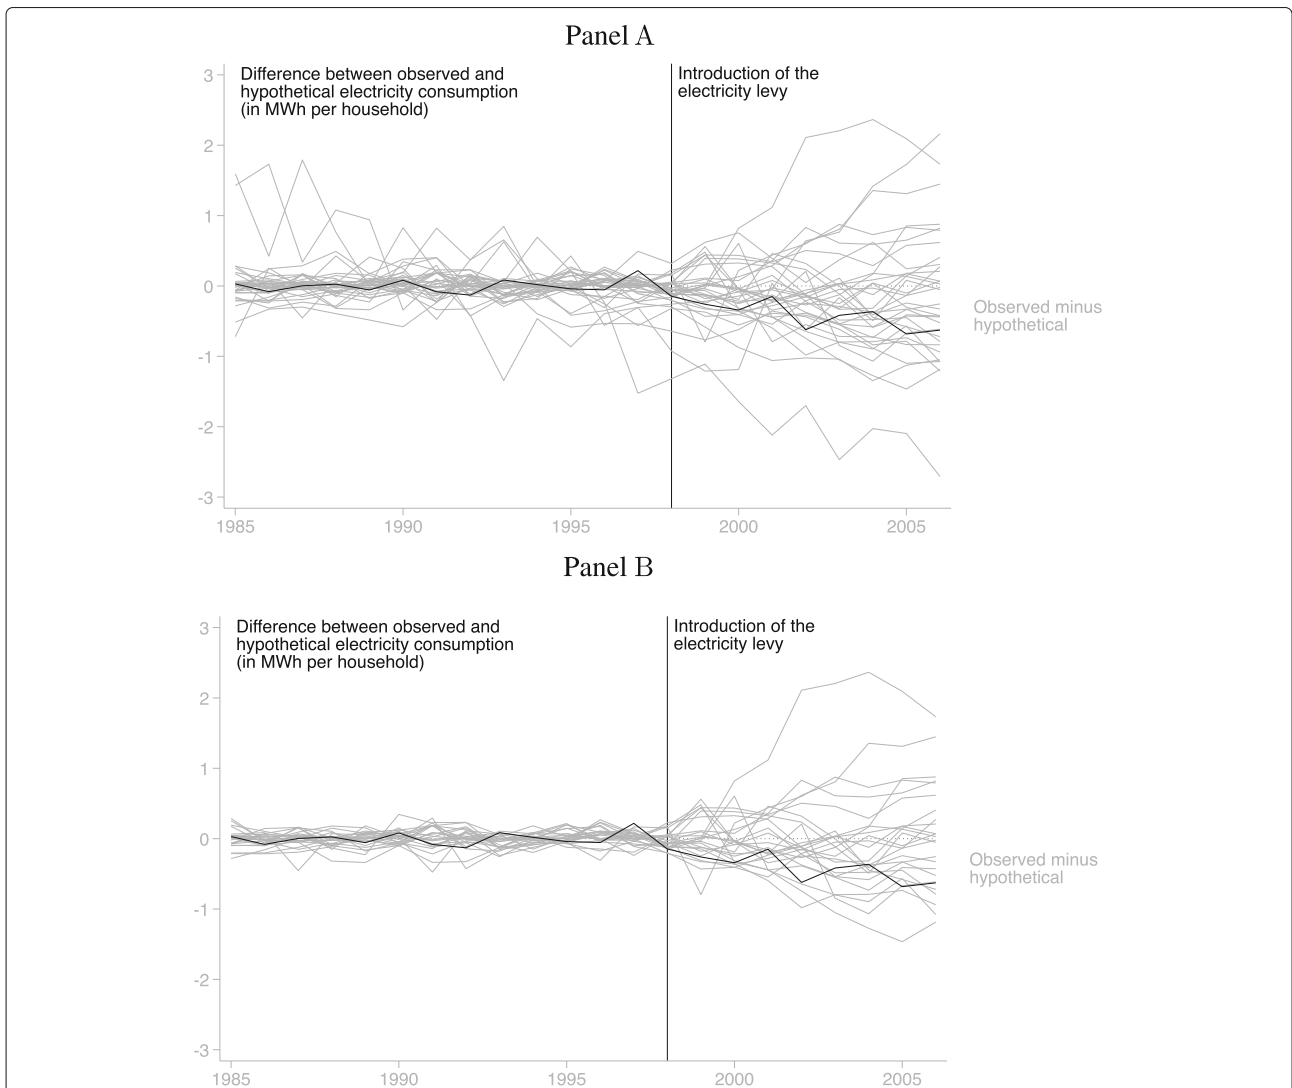 Panel A
Difference between observed and
hypothetical electricity consumption
(in MWh per household)
Introduction of the
electricity levy
3
2
1
0
-1
-2
-3
Observed minus
hypothetical
1985
1990
1995
2000
2005
Panel B
Difference between observed and
hypothetical electricity consumption
(in MWh per household)
Introduction of the
electricity levy
3
2
1
0
-1
-2
-3
Observed minus
hypothetical
1985
1990
1995
2000
2005